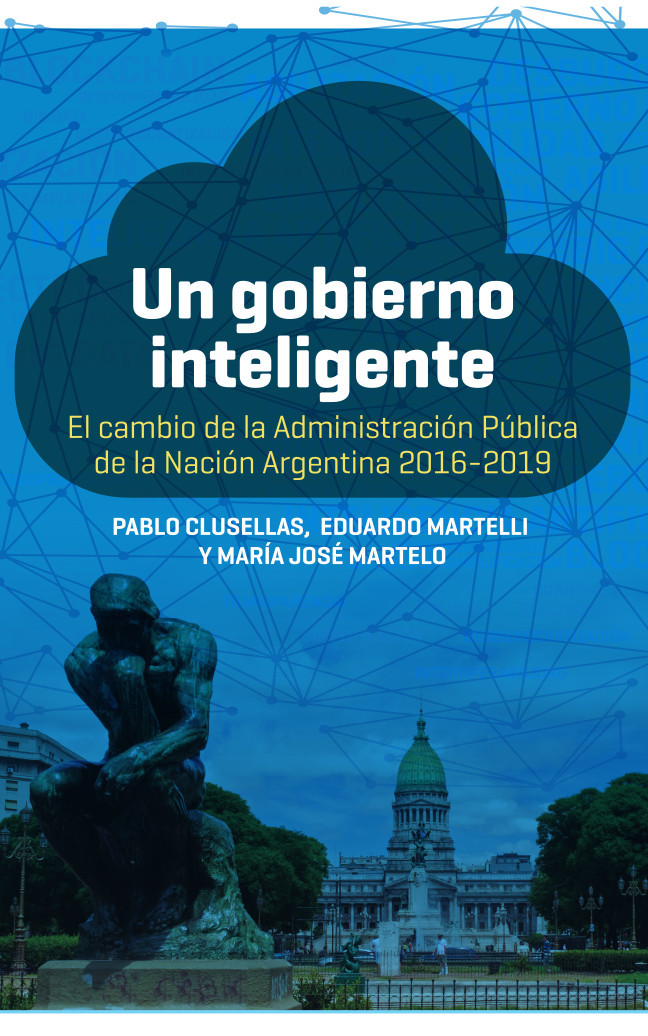 Un gobierno
inteligente
El cambio de la Administración Pública
de la Nación Argentina 2016-2019
PABLO CLUSELLAS, EDUARDO MARTELLI
Y MARÍA JOSÉ MARTELO